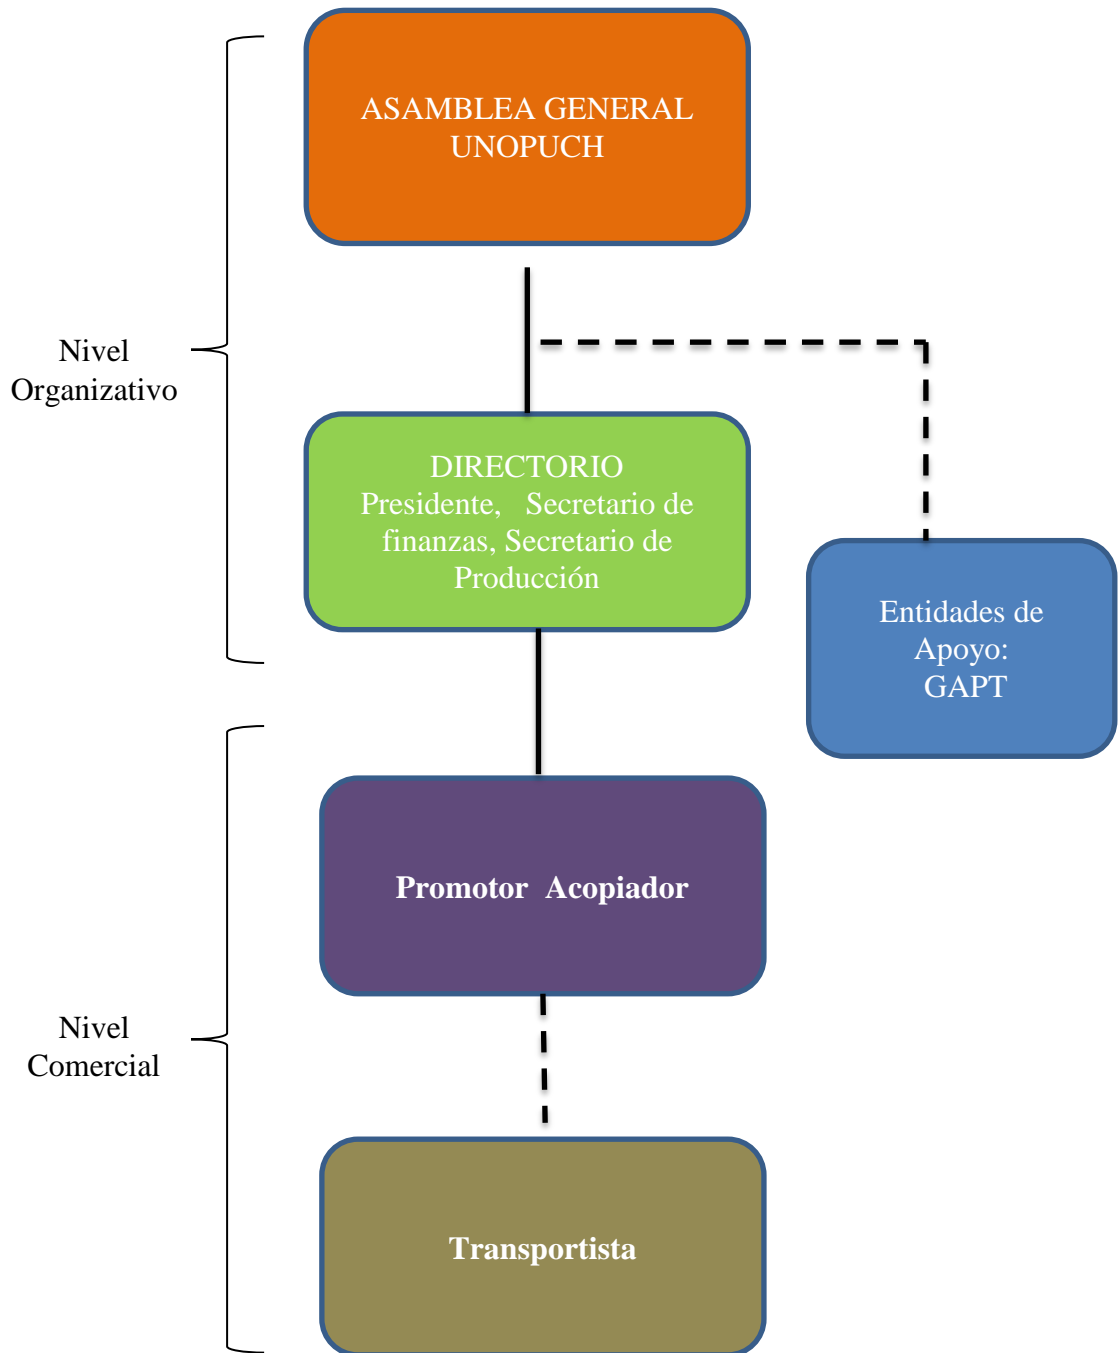 ASAMBLEA GENERAL
UNOPUCH
Nivel
Organizativo
DIRECTORIO
Presidente, Secretario de
finanzas, Secretario de
Producción
Entidades de
Apoyo:
GAPT
Promotor Acopiador
Nivel
Comercial
Transportista